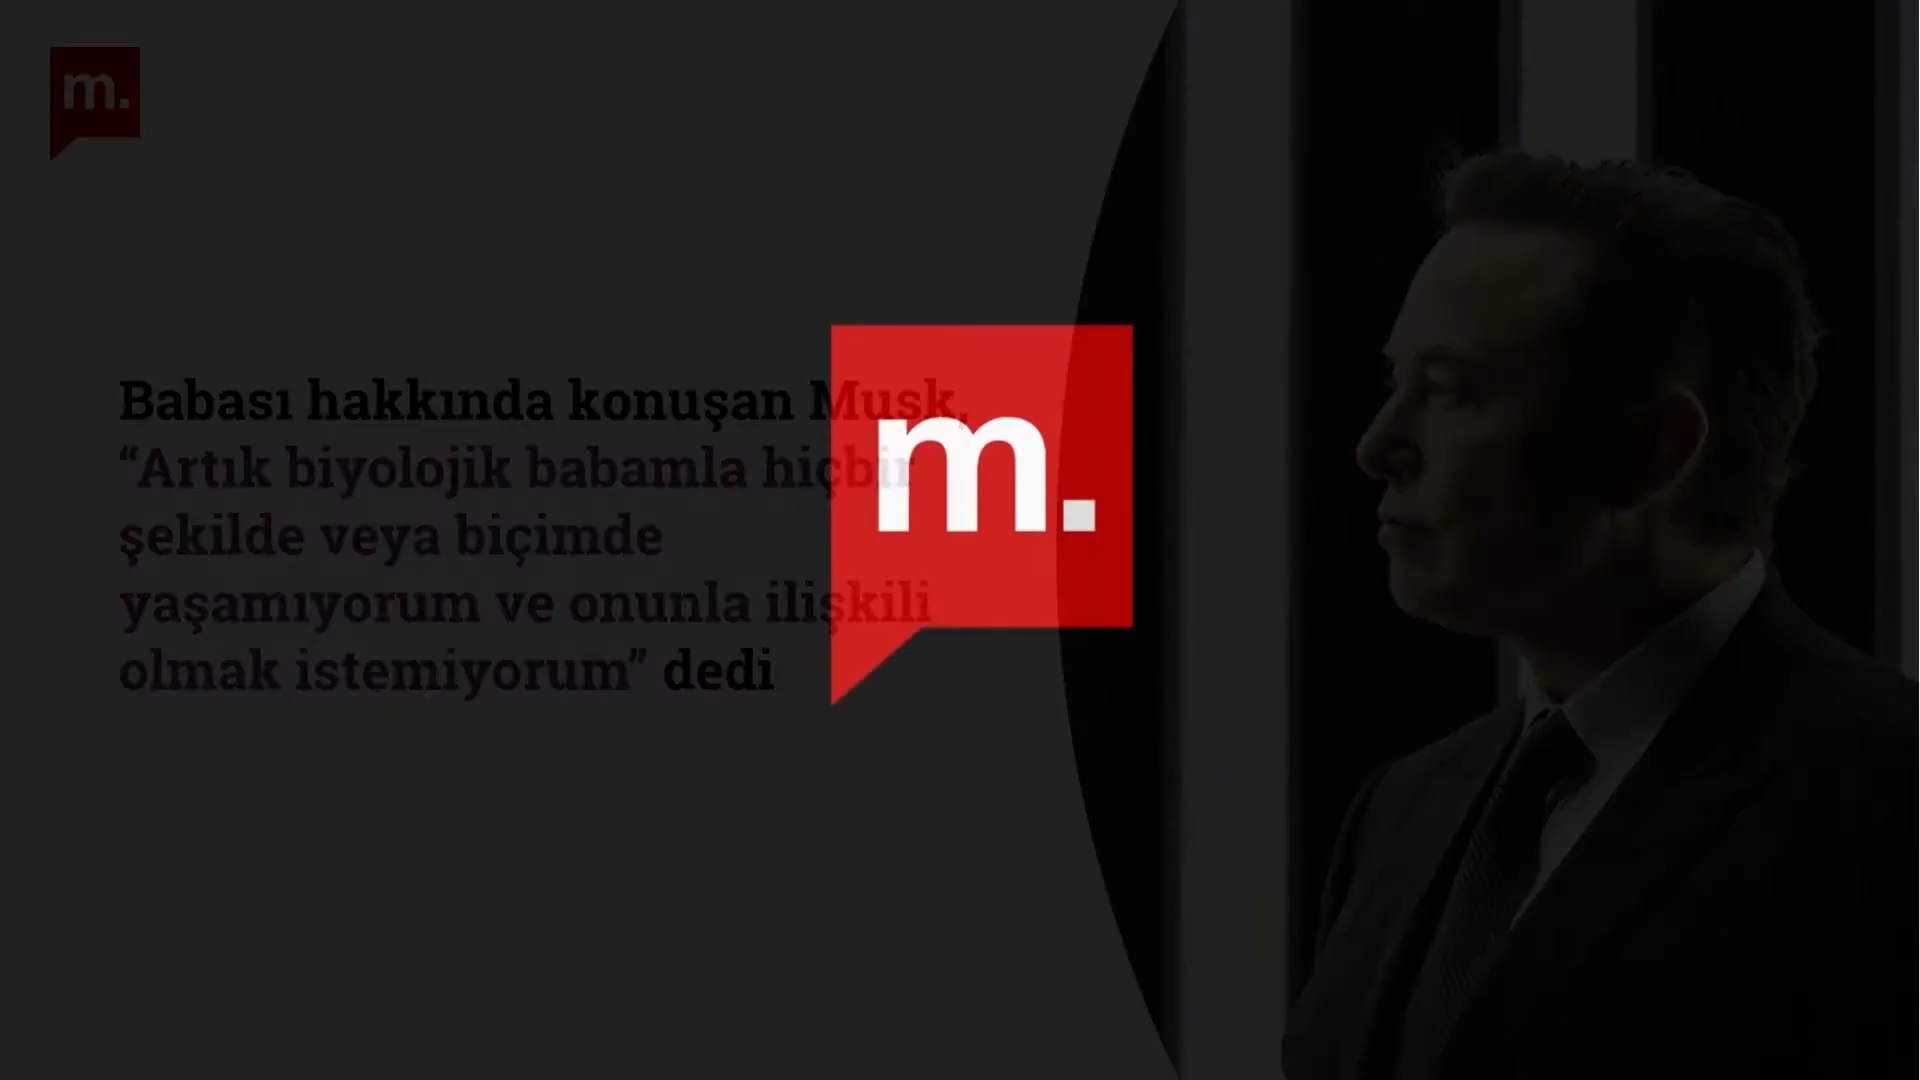 m.
Babası hakkında konuşan Musk,
“Artık biyolojik babamla hiçbir
şekilde veya biçimde
yaşamıyorum ve onunla ilişkili
olmak istemiyorum” dedi
m.